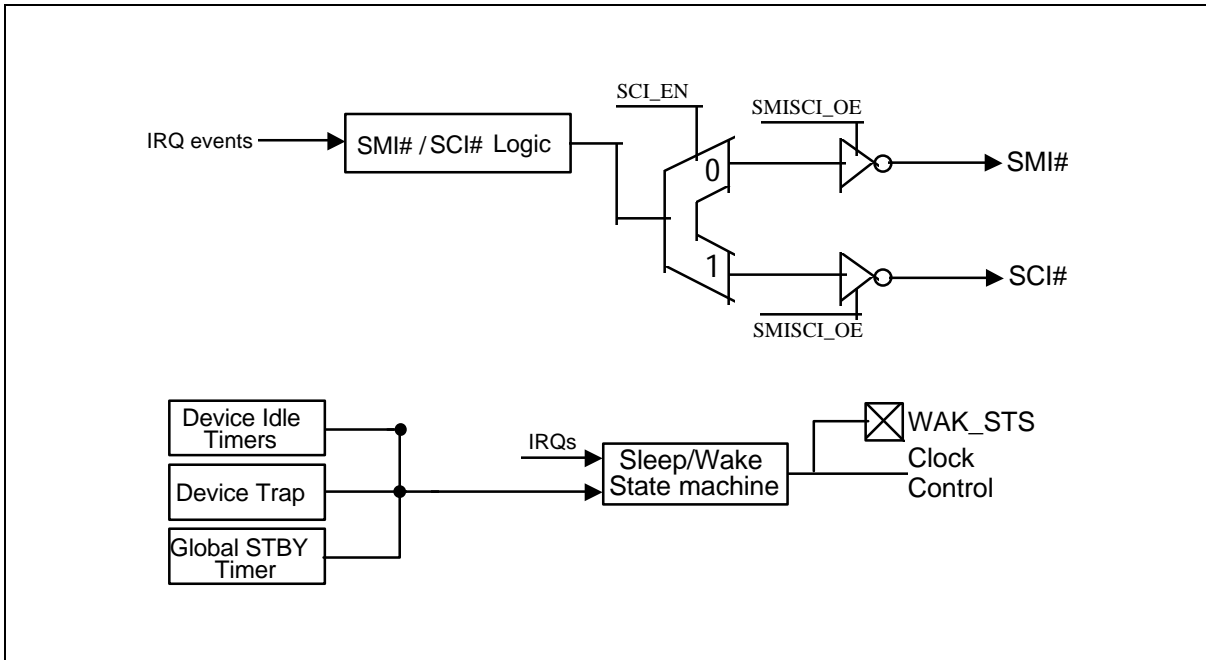 SCI_EN
SMISCI_OE
IRQ events
SMI# / SCI# Logic
0
SMI#
1
SCI#
SMISCI_OE
Device Idle
Timers
Device Trap
Global STBY
Timer
IRQs
Sleep/Wake
State machine
WAK_STS
Clock
Control